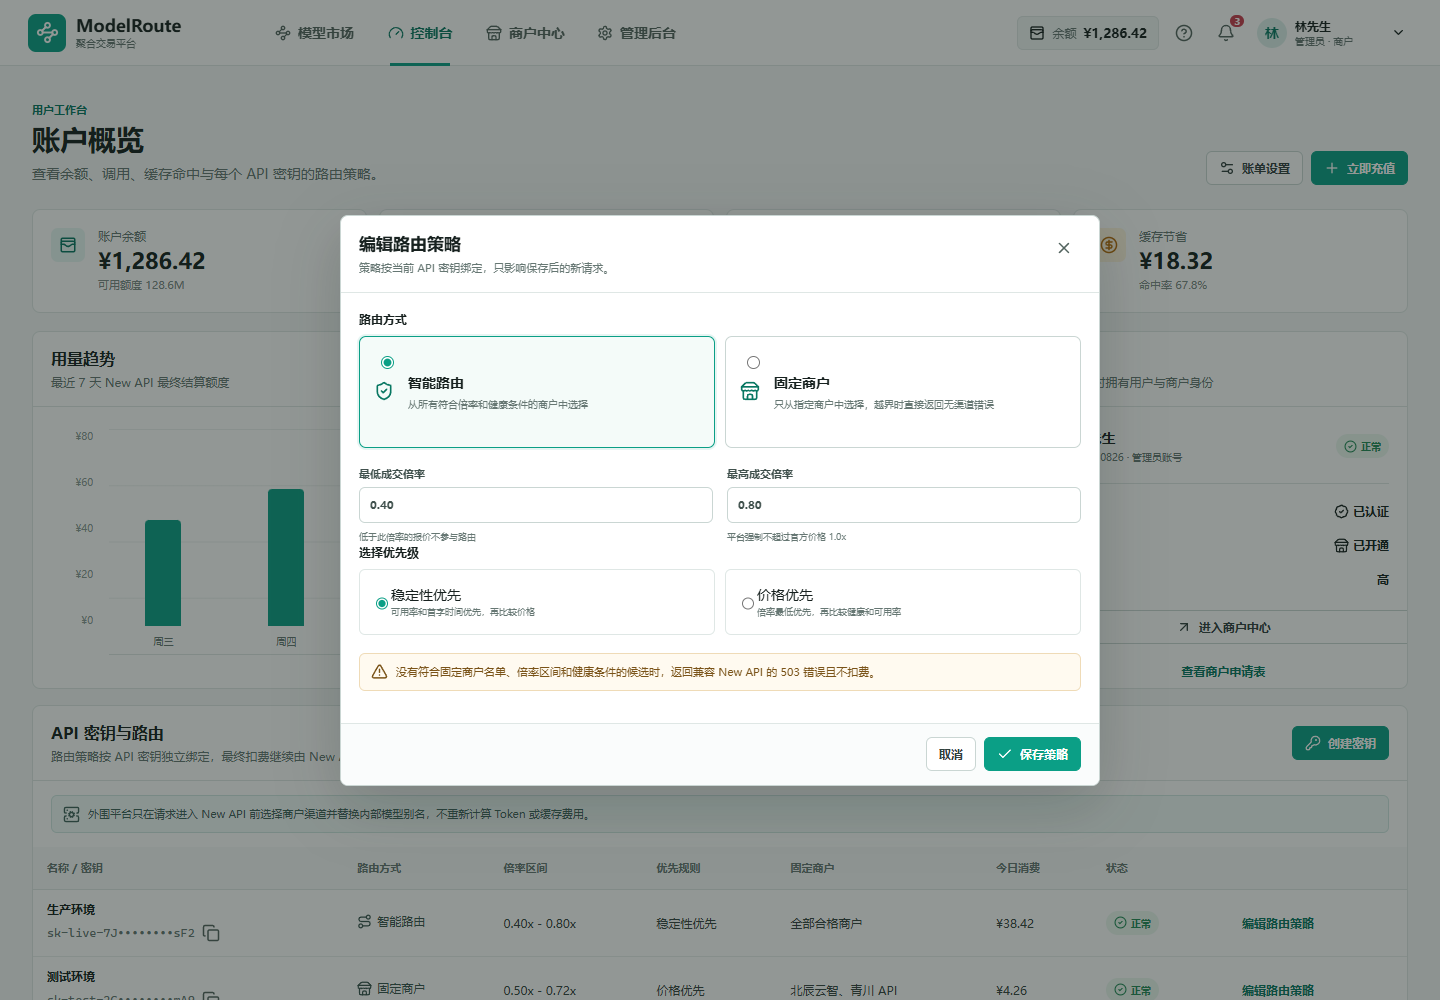 ModelRoute
聚合交易平台
模型市场
控制台
商户中心
管理后台
余额 ¥1,286.42
3
林
林先生
管理员 · 商户
用户工作台
账户概览
查看余额、调用、缓存命中与每个 API 密钥的路由策略。
账单设置
立即充值
账户余额
¥1,286.42
可用额度 128.6M
缓存节省
¥18.32
命中率 67.8%
编辑路由策略
策略按当前 API 密钥绑定，只影响保存后的新请求。
路由方式
智能路由
从所有符合倍率和健康条件的商户中选择
固定商户
只从指定商户中选择，越界时直接返回无渠道错误
最低成交倍率
0.40
低于此倍率的报价不参与路由
最高成交倍率
0.80
平台强制不超过官方价格 1.0x
选择优先级
稳定性优先
可用率和首字时间优先，再比较价格
价格优先
倍率最低优先，再比较健康和可用率
没有符合固定商户名单、倍率区间和健康条件的候选时，返回兼容 New API 的 503 错误且不扣费。
取消
保存策略
用量趋势
最近 7 天 New API 最终结算额度
¥80
¥60
¥40
¥20
¥0
周三
周四
时拥有用户与商户身份
先生
0826 · 管理员账号
正常
已认证
已开通
高
进入商户中心
查看商户申请表
API 密钥与路由
路由策略按 API 密钥独立绑定，最终扣费继续由 New A
创建密钥
外围平台只在请求进入 New API 前选择商户渠道并替换内部模型别名，不重新计算 Token 或缓存费用。
名称 / 密钥
路由方式
倍率区间
优先规则
固定商户
今日消费
状态
生产环境
sk-live-7J••••••••sF2
智能路由
0.40x - 0.80x
稳定性优先
全部合格商户
¥38.42
正常
编辑路由策略
测试环境
固定商户
0.50x - 0.72x
价格优先
北辰云智、青川 API
¥4.26
正常
编辑路由策略